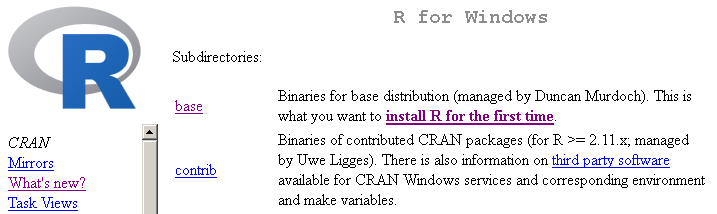 R
R for Windows
Subdirectories:
base
Binaries for base distribution (managed by Duncan Murdoch). This is
what you want to install R for the first time.
contrib
Binaries of contributed CRAN packages (for R >= 2.11.x; managed
by Uwe Ligges). There is also information on third party software
available for CRAN Windows services and corresponding environment
and make variables.
CRAN
Mirrors
What's new?
Task Views